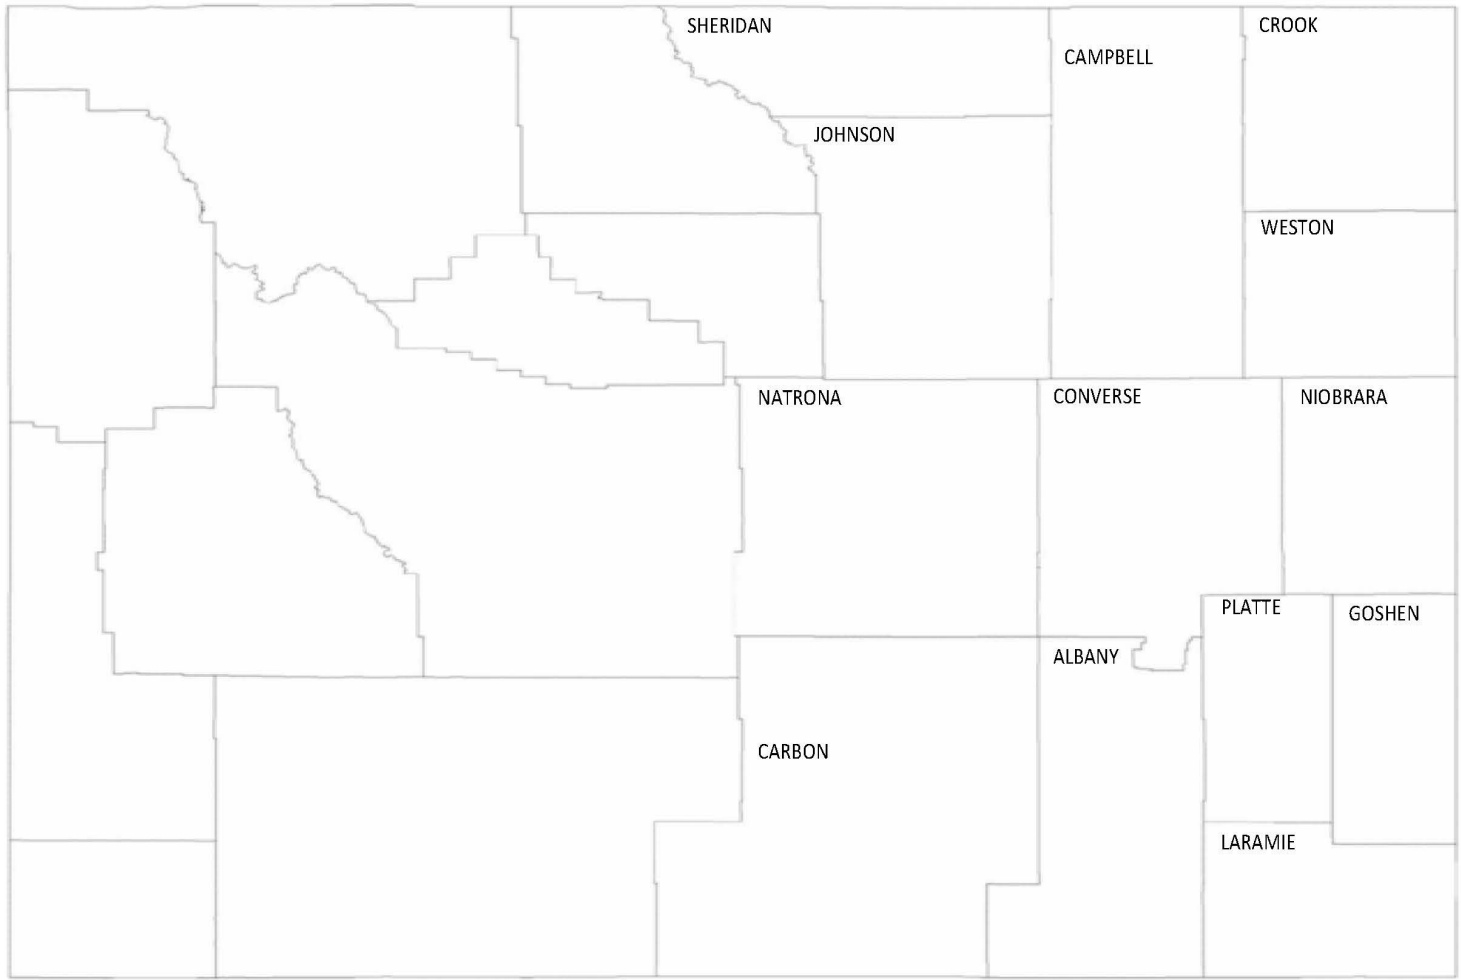 SHERIDAN
CROOK
CAMPBELL
JOHNSON
WESTON
NATRONA
CONVERSE
NIOBRARA
PLATTE
GOSHEN
ALBANY
CARBON
LARAMIE